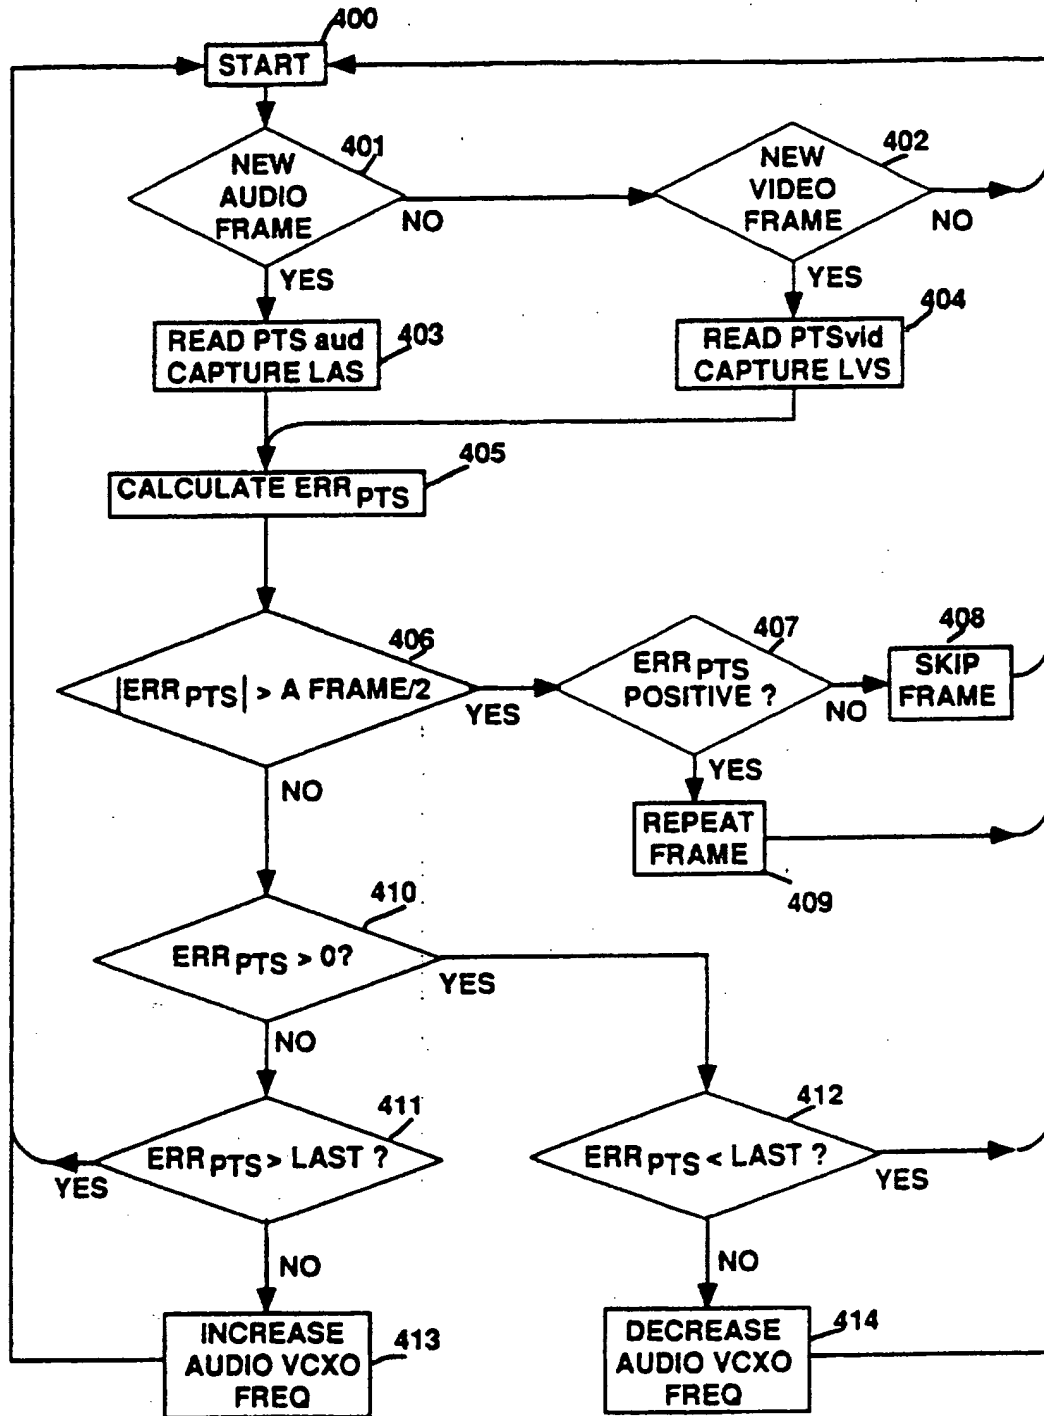 400
START
401
NEW
AUDIO
FRAME
NO
YES
402
NEW
VIDEO
FRAME
NO
YES
READ PTS aud
CAPTURE LAS
403
READ PTSvid
CAPTURE LVS
404
405
CALCULATE ERR PTS
406
|ERR PTS| > A FRAME/2
YES
NO
407
ERR PTS
POSITIVE ?
NO
YES
408
SKIP
FRAME
REPEAT
FRAME
409
410
ERR PTS > 0?
YES
NO
411
ERR PTS > LAST ?
YES
NO
412
ERR PTS < LAST ?
YES
NO
INCREASE
AUDIO VCXO
FREQ
413
DECREASE
AUDIO VCXO
FREQ
414